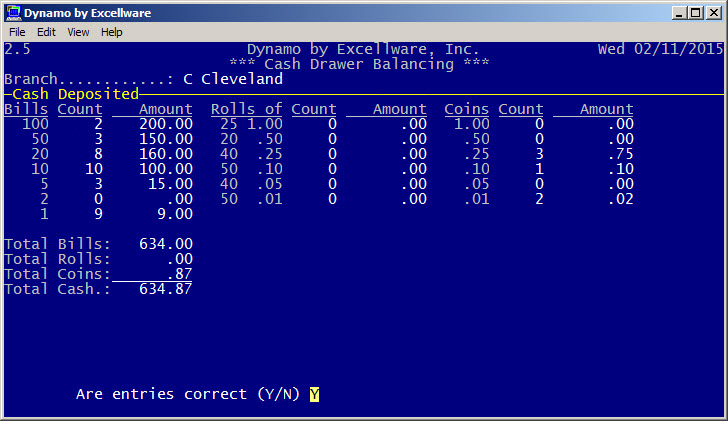 Dynamo by Excellware
File Edit View Help
2.5 Dynamo by Excellware, Inc. Wed 02/11/2015
*** Cash Drawer Balancing ***
Branch............: C Cleveland
Cash Deposited
Bills Count Amount Rolls of Count Amount Coins Count Amount
100 2 200.00 25 1.00 0 .00 1.00 0 .00
50 3 150.00 20 .50 0 .00 .50 0 .00
20 8 160.00 40 .25 0 .00 .25 3 .75
10 10 100.00 50 .10 0 .00 .10 1 .10
5 3 15.00 40 .05 0 .00 .05 0 .00
2 0 .00 50 .01 0 .00 .01 2 .02
1 9 9.00
Total Bills: 634.00
Total Rolls: .00
Total Coins: .87
Total Cash.: 634.87
Are entries correct (Y/N) Y